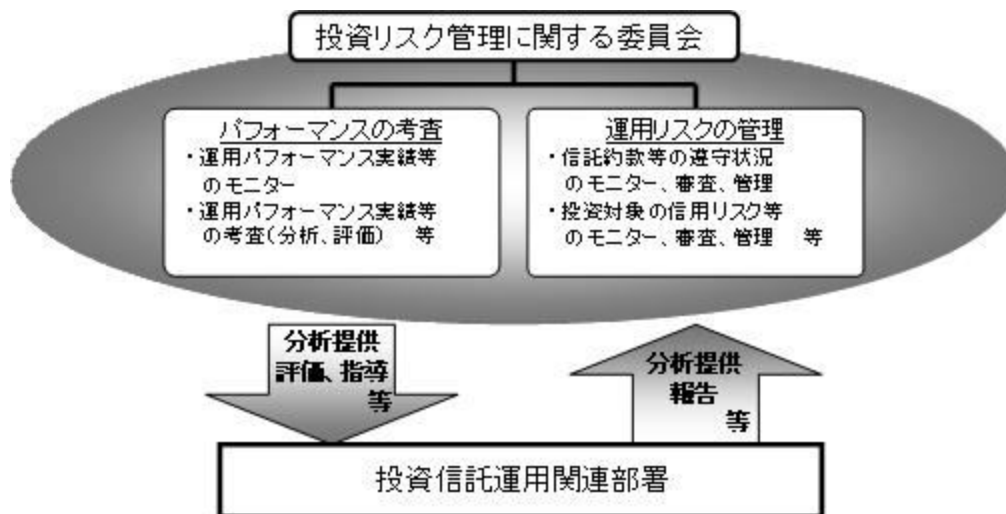 投資リスク管理に関する委員会
パフォーマンスの考査
・運用パフォーマンス実績等
のモニター
・運用パフォーマンス実績等
の考査(分析、評価) 等
運用リスクの管理
・信託約款等の遵守状況
のモニター、審査、管理
・投資対象の信用リスク等
のモニター、審査、管理 等
分析提供
評価、指導
等
分析提供
報告
等
投資信託運用関連部署